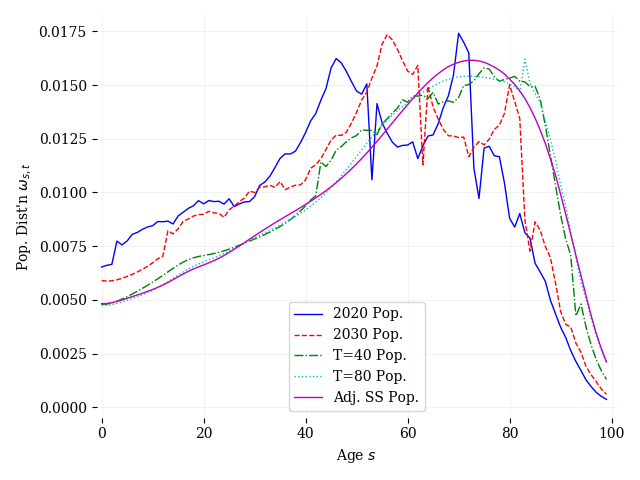 0.0175
0.0150
0.0125
0.0100
0.0075
0.0050
0.0025
0.0000
Pop. Dist'n ω_{s,t}
2020 Pop.
2030 Pop.
T=40 Pop.
T=80 Pop.
Adj. SS Pop.
0 20 40 60 80 100
Age s